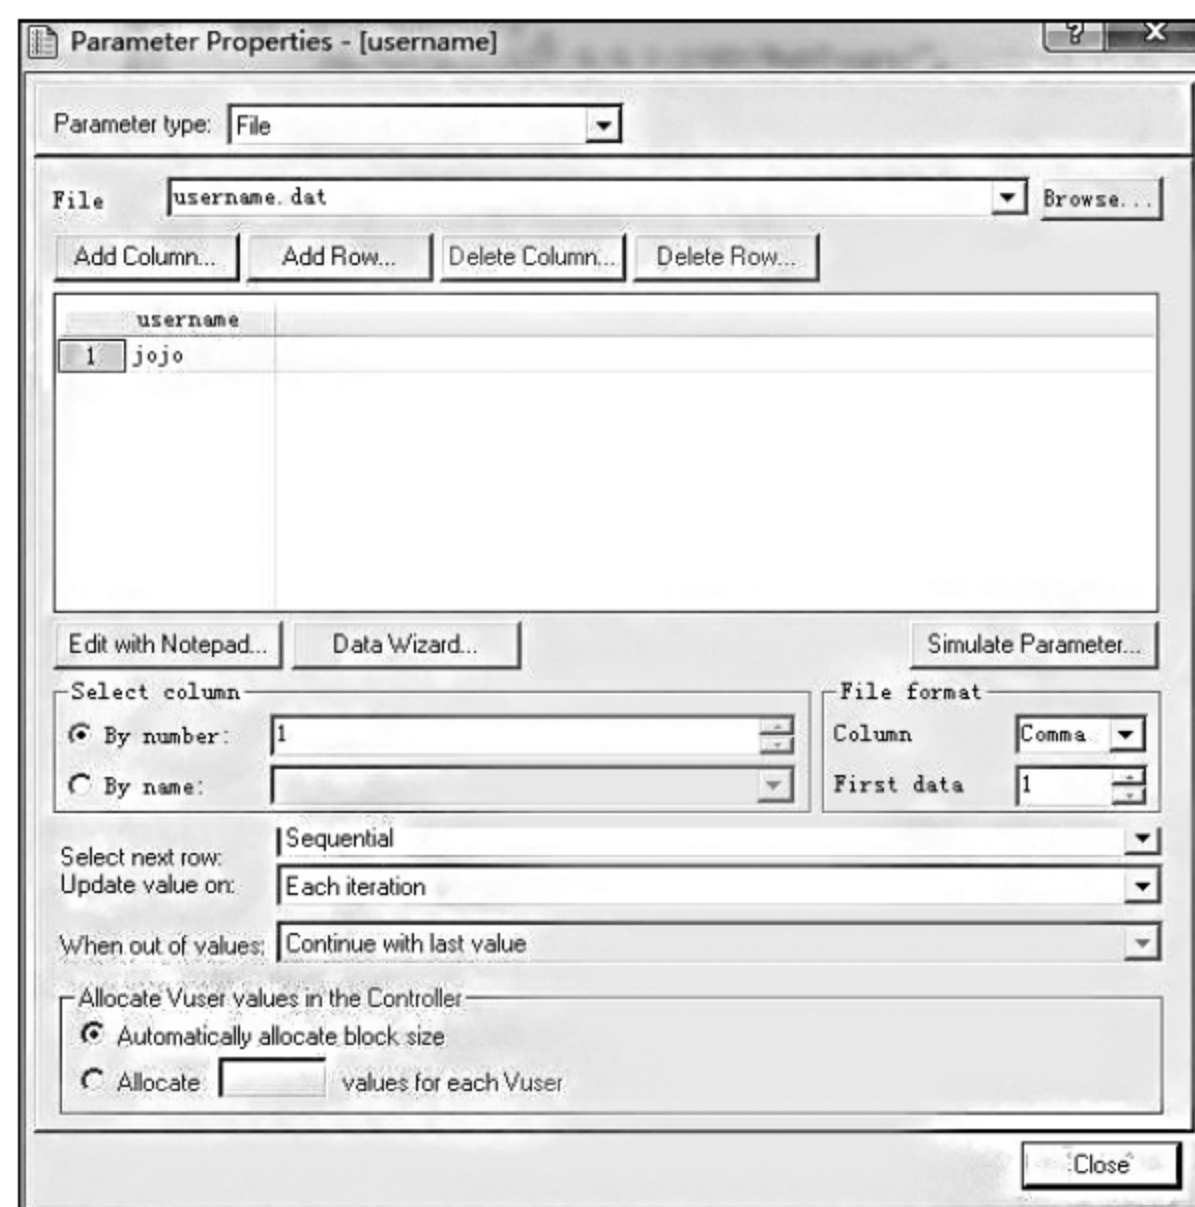 Parameter Properties - [username]
? X
Parameter type: File
File username.dat Browse...
Add Column... Add Row... Delete Column... Delete Row...
username
1 jojo
Edit with Notepad... Data Wizard... Simulate Parameter...
Select column File format
By number: 1 Column Comma
By name: First data 1
Select next row: Sequential
Update value on: Each iteration
When out of values: Continue with last value
Allocate Vuser values in the Controller
Automatically allocate block size
Allocate values for each Vuser
Close